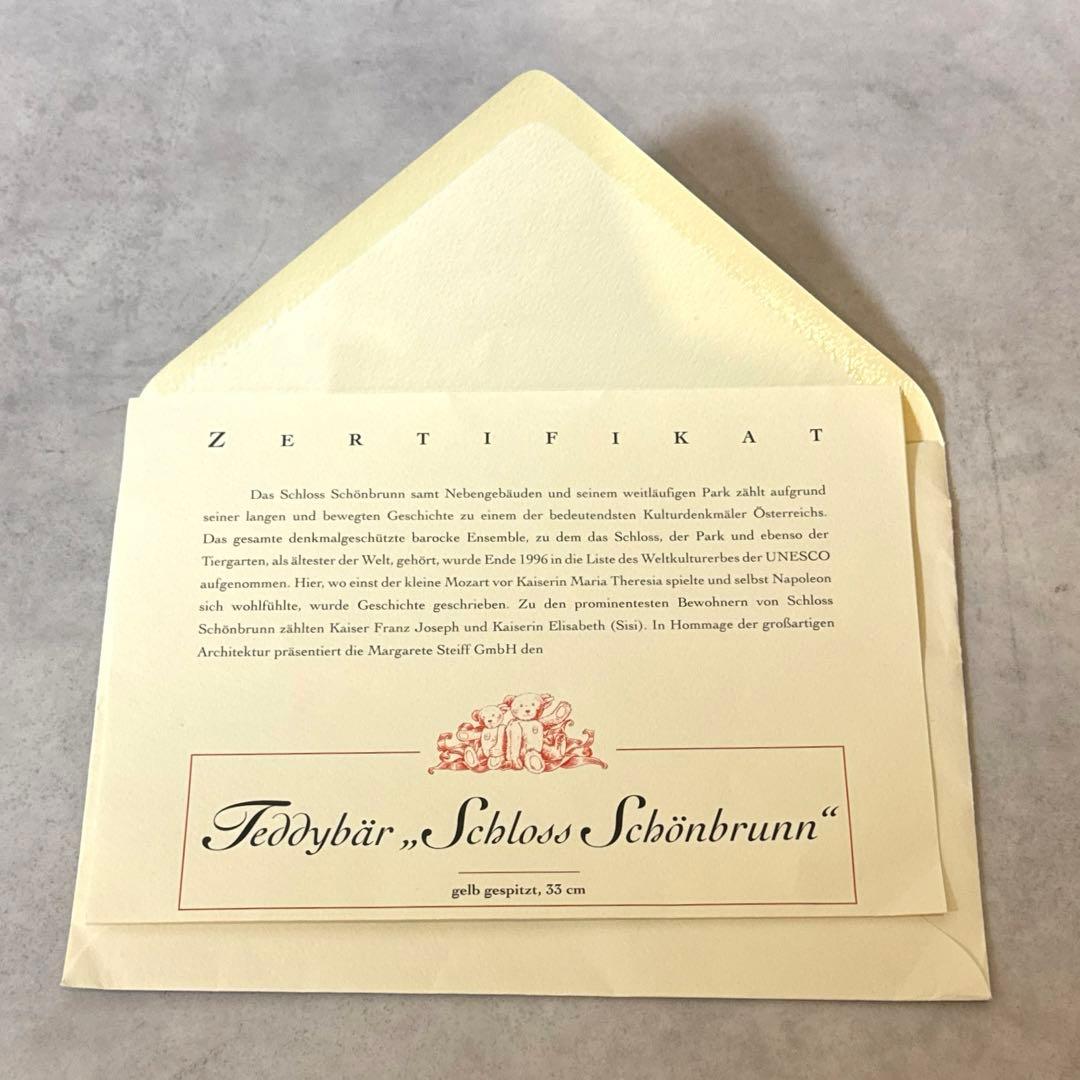 ZERTIFIKAT
Das Schloss Schönbrunn samt Nebengebäuden und seinem weitläufigen Park zählt aufgrund
seiner langen und bewegten Geschichte zu einem der bedeutendsten Kulturdenkmäler Österreichs.
Das gesamte denkmalgeschützte barocke Ensemble, zu dem das Schloss, der Park und ebenso der
Tiergarten, als ältester der Welt, gehört, wurde Ende 1996 in die Liste des Weltkulturerbes der UNESCO
aufgenommen. Hier, wo einst der kleine Mozart vor Kaiserin Maria Theresia spielte und selbst Napoleon
sich wohlfühlte, wurde Geschichte geschrieben. Zu den prominentesten Bewohnern von Schloss
Schönbrunn zählten Kaiser Franz Joseph und Kaiserin Elisabeth (Sisi). In Hommage der großartigen
Architektur präsentiert die Margarete Steiff GmbH den
Teddybär „Schloss Schönbrunn“
gelb gespitzt, 33 cm